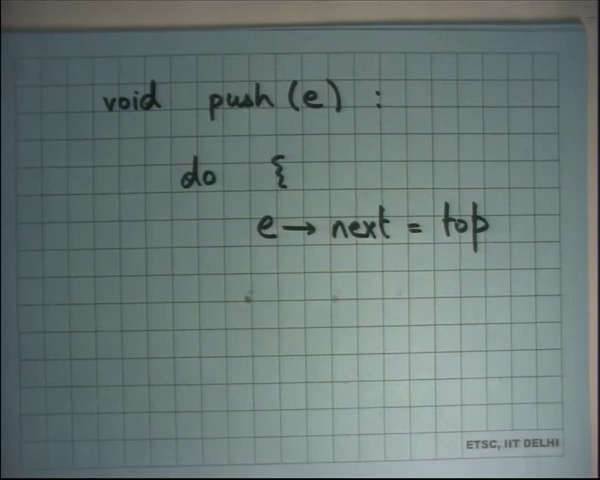 void push (e) :
do {
e → next = top
ETSC, IIT DELHI